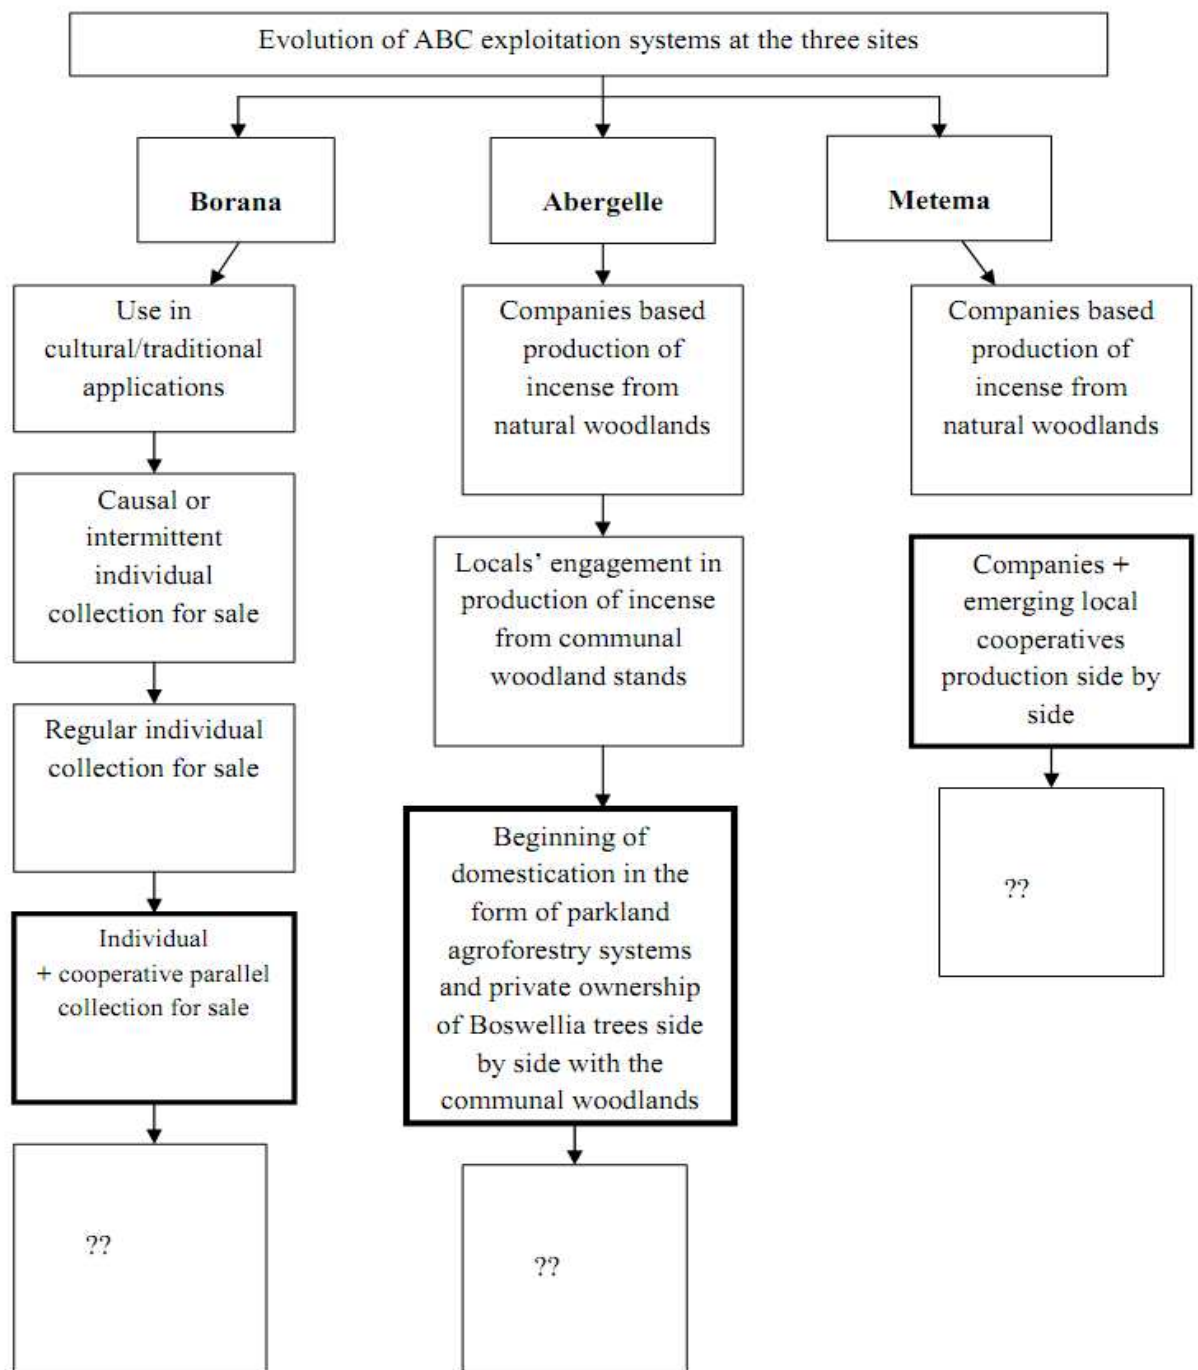 Evolution of ABC exploitation systems at the three sites
Borana
Abergelle
Metema
Use in
cultural/traditional
applications
Causal or
intermittent
individual
collection for sale
Regular individual
collection for sale
Individual
+ cooperative parallel
collection for sale
??
Companies based
production of
incense from
natural woodlands
Locals’ engagement in
production of incense
from communal
woodland stands
Beginning of
domestication in the
form of parkland
agroforestry systems
and private ownership
of Boswellia trees side
by side with the
communal woodlands
??
Companies based
production of
incense from
natural woodlands
Companies +
emerging local
cooperatives
production side by
side
??